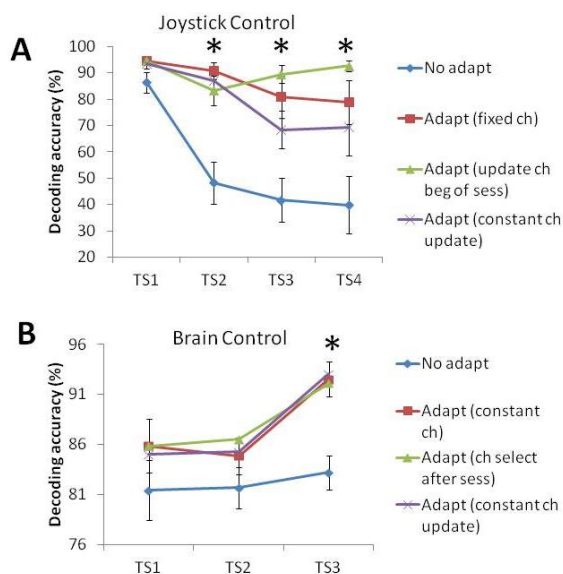 A
Joystick Control
* * *
Decoding accuracy (%)
100
90
80
70
60
50
40
30
20
TS1 TS2 TS3 TS4
No adapt
Adapt (fixed ch)
Adapt (update ch
beg of sess)
Adapt (constant ch
update)
B
Brain Control
*
Decoding accuracy (%)
96
91
86
81
76
TS1 TS2 TS3
No adapt
Adapt (constant
ch)
Adapt (ch select
after sess)
Adapt (constant ch
update)